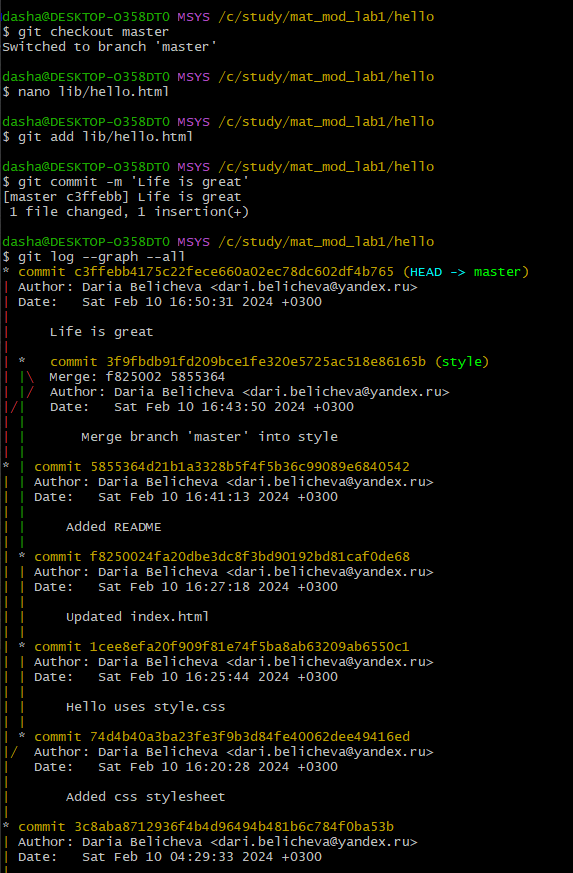 dasha@DESKTOP-O358DT0 MSYS /c/study/mat_mod_lab1/hello
$ git checkout master
Switched to branch 'master'

dasha@DESKTOP-O358DT0 MSYS /c/study/mat_mod_lab1/hello
$ nano lib/hello.html

dasha@DESKTOP-O358DT0 MSYS /c/study/mat_mod_lab1/hello
$ git add lib/hello.html

dasha@DESKTOP-O358DT0 MSYS /c/study/mat_mod_lab1/hello
$ git commit -m 'Life is great'
[master c3ffebb] Life is great
 1 file changed, 1 insertion(+)

dasha@DESKTOP-O358DT0 MSYS /c/study/mat_mod_lab1/hello
$ git log --graph --all
* commit c3ffebb4175c22fece660a02ec78dc602df4b765 (HEAD -> master)
| Author: Daria Belicheva <dari.belicheva@yandex.ru>
| Date:   Sat Feb 10 16:50:31 2024 +0300
|
|     Life is great
|
| *   commit 3f9fbdb91fd209bce1fe320e5725ac518e86165b (style)
| |\  Merge: f825002 5855364
| |/  Author: Daria Belicheva <dari.belicheva@yandex.ru>
|/|   Date:   Sat Feb 10 16:43:50 2024 +0300
| |
| |       Merge branch 'master' into style
| |
* | commit 5855364d21b1a3328b5f4f5b36c99089e6840542
| | Author: Daria Belicheva <dari.belicheva@yandex.ru>
| | Date:   Sat Feb 10 16:41:13 2024 +0300
| |
| |     Added README
| |
| * commit f8250024fa20dbe3dc8f3bd90192bd81caf0de68
| | Author: Daria Belicheva <dari.belicheva@yandex.ru>
| | Date:   Sat Feb 10 16:27:18 2024 +0300
| |
| |     Updated index.html
| |
| * commit 1cee8efa20f909f81e74f5ba8ab63209ab6550c1
| | Author: Daria Belicheva <dari.belicheva@yandex.ru>
| | Date:   Sat Feb 10 16:25:44 2024 +0300
| |
| |     Hello uses style.css
| |
| * commit 74d4b40a3ba23fe3f9b3d84fe40062dee49416ed
|/  Author: Daria Belicheva <dari.belicheva@yandex.ru>
|   Date:   Sat Feb 10 16:20:28 2024 +0300
|
|       Added css stylesheet
|
* commit 3c8aba8712936f4b4d96494b481b6c784f0ba53b
| Author: Daria Belicheva <dari.belicheva@yandex.ru>
| Date:   Sat Feb 10 04:29:33 2024 +0300
|